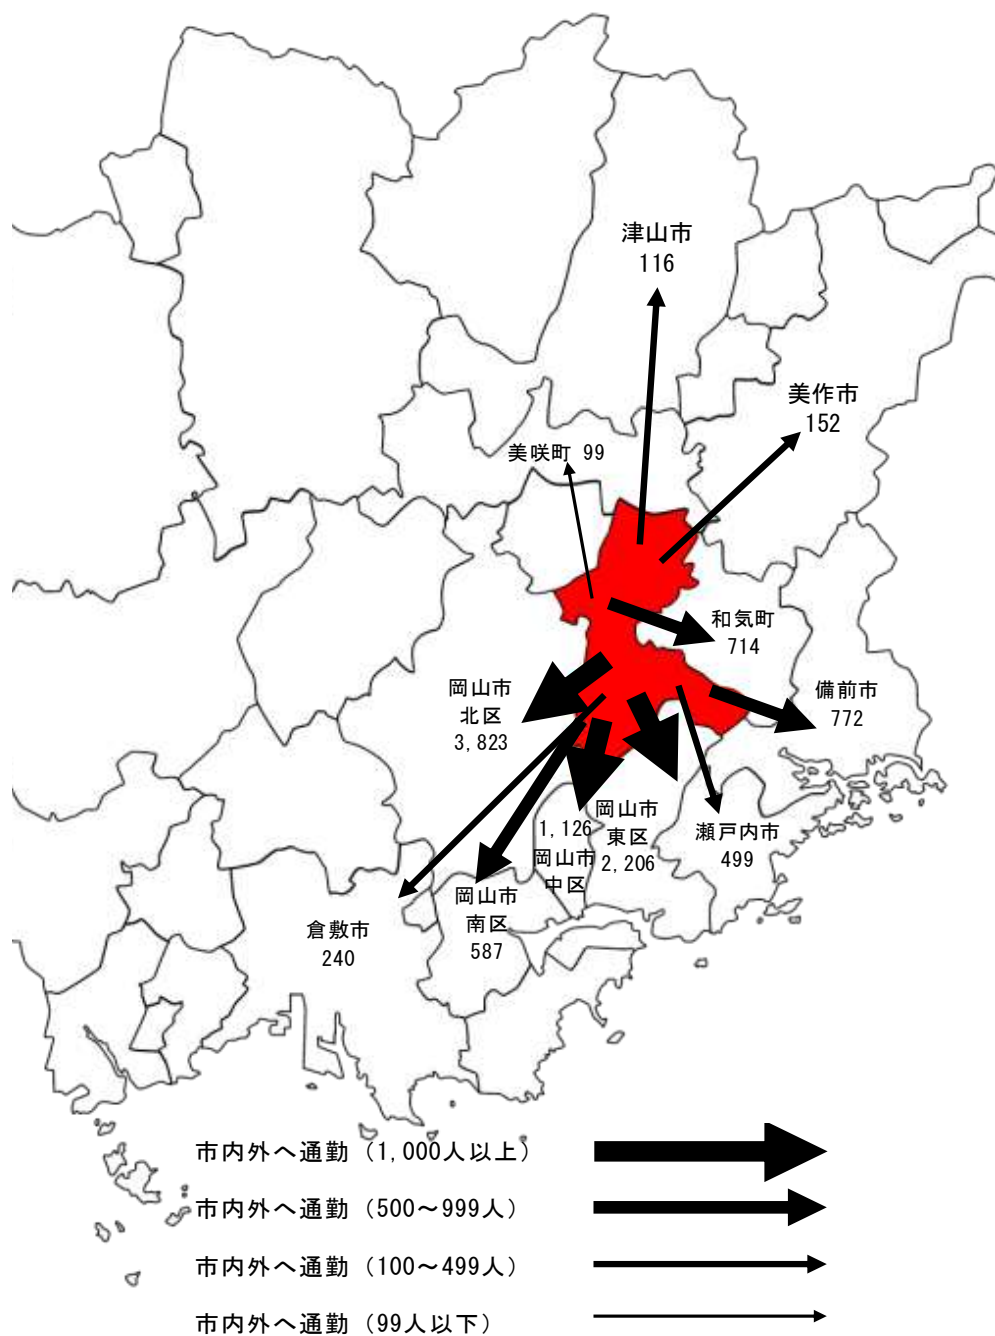 津山市
116
美作市
152
美咲町 99
和気町
714
備前市
772
岡山市
北区
3,823
瀬戸内市
499
岡山市
東区
2,206
1,126
岡山市
中区
岡山市
南区
587
倉敷市
240
市内外へ通勤（1,000人以上）
市内外へ通勤（500～999人）
市内外へ通勤（100～499人）
市内外へ通勤（99人以下）